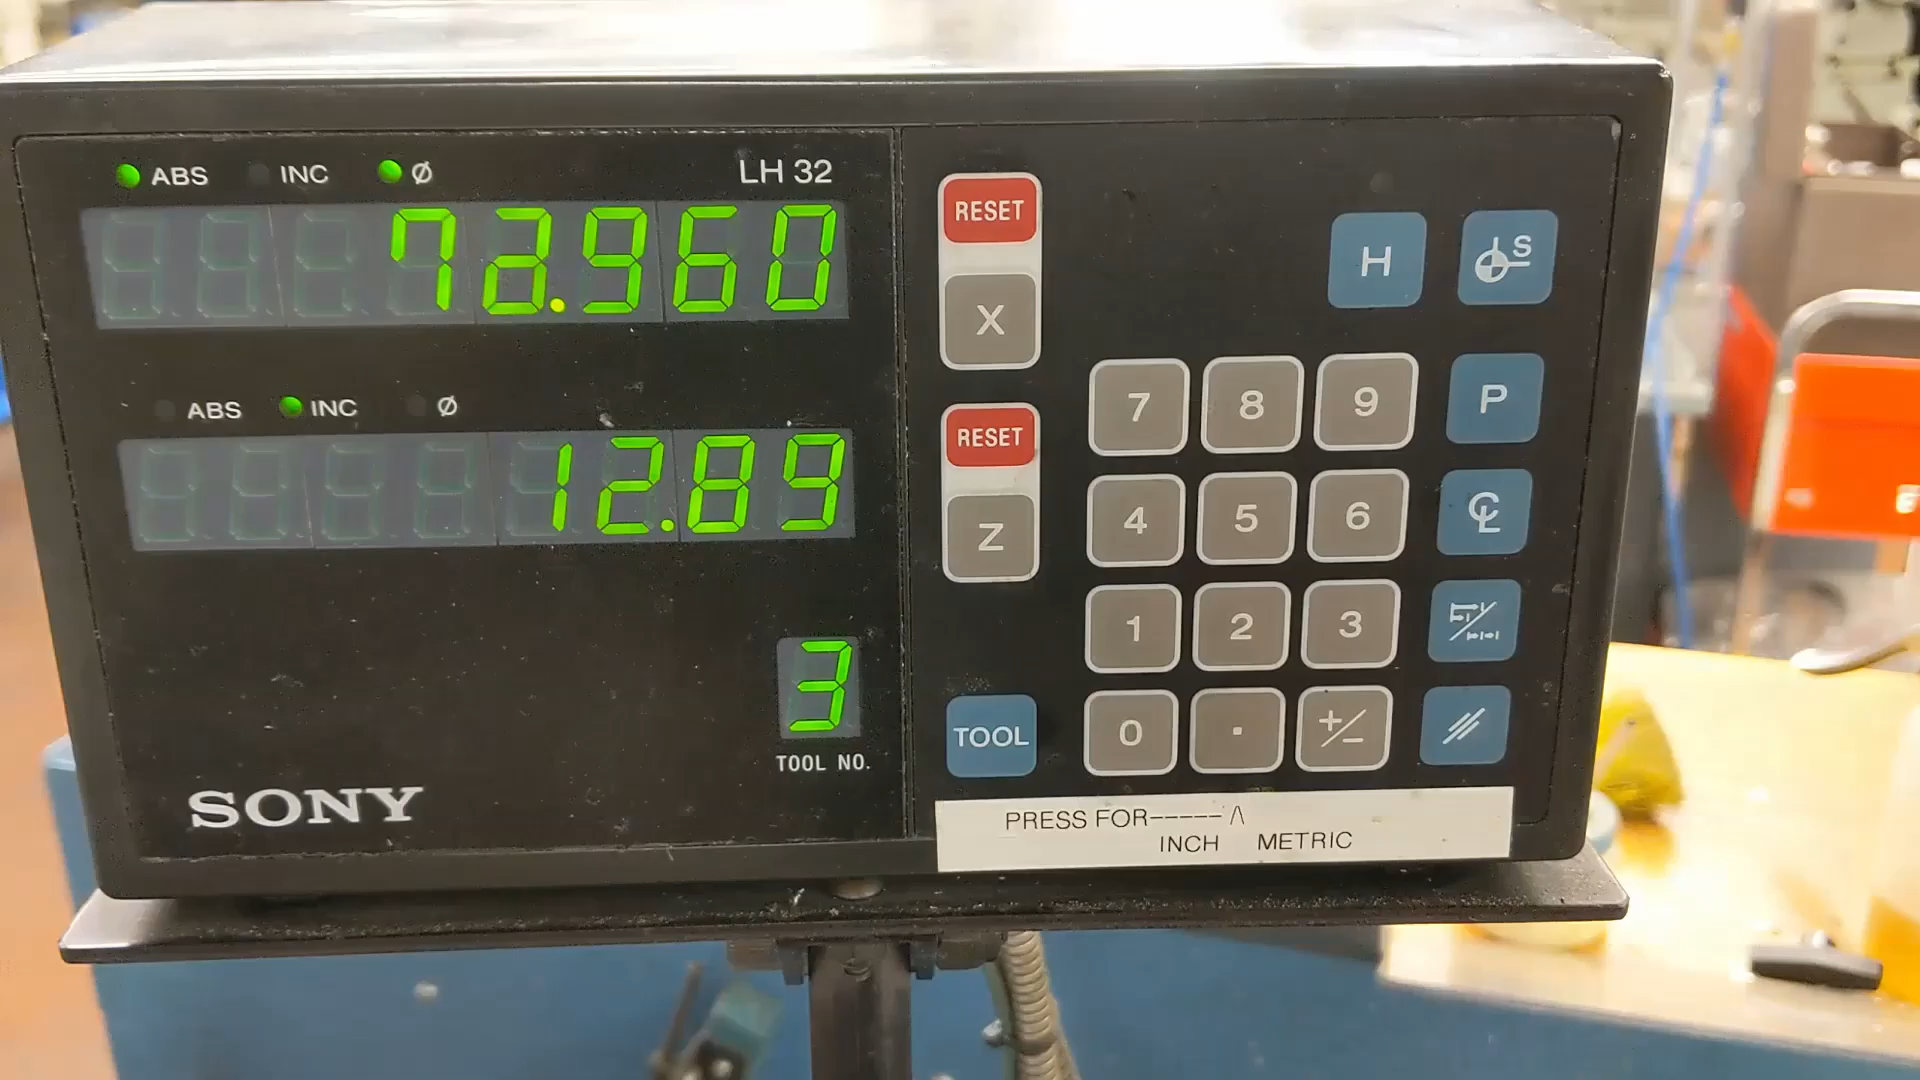 ABS INC Ø LH 32
72.960
ABS INC Ø
12.89
3
TOOL NO.
SONY
RESET
X
RESET
Z
TOOL
H S
7 8 9 P
4 5 6 ℄
1 2 3
0 . +/-
PRESS FOR-----/\
INCH METRIC